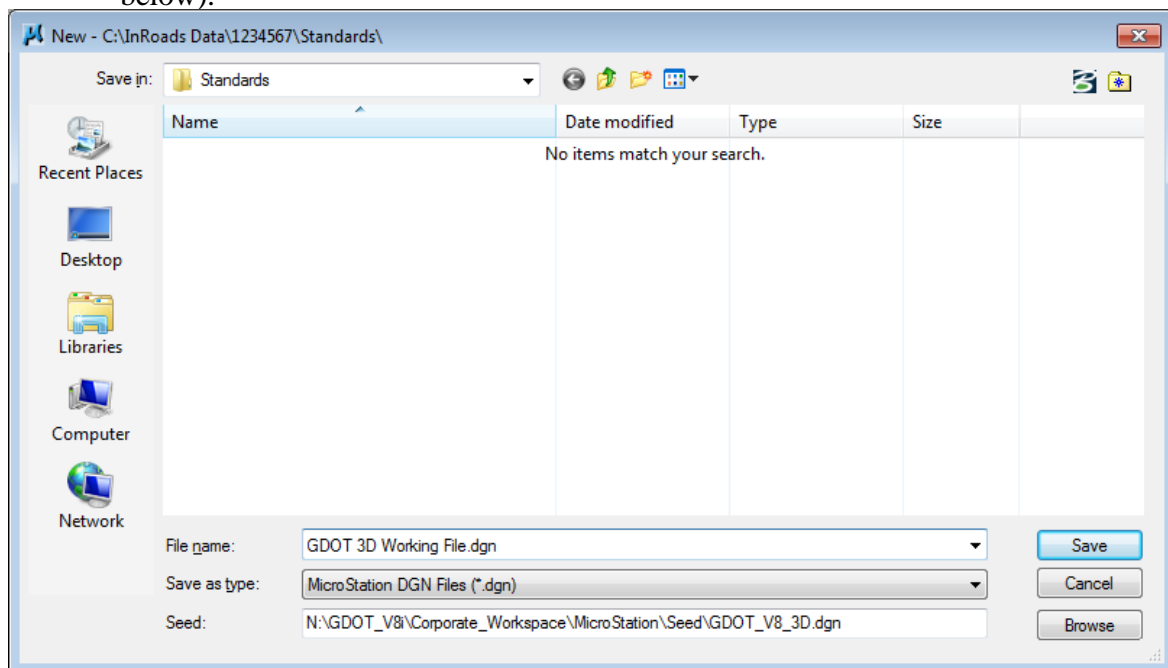 below).
New - C:\InRoads Data\1234567\Standards\
Save in: Standards
Name Date modified Type Size
No items match your search.
Recent Places
Desktop
Libraries
Computer
Network
File name: GDOT 3D Working File.dgn Save
Save as type: MicroStation DGN Files (*.dgn) Cancel
Seed: N:\GDOT_V8i\Corporate_Workspace\MicroStation\Seed\GDOT_V8_3D.dgn Browse